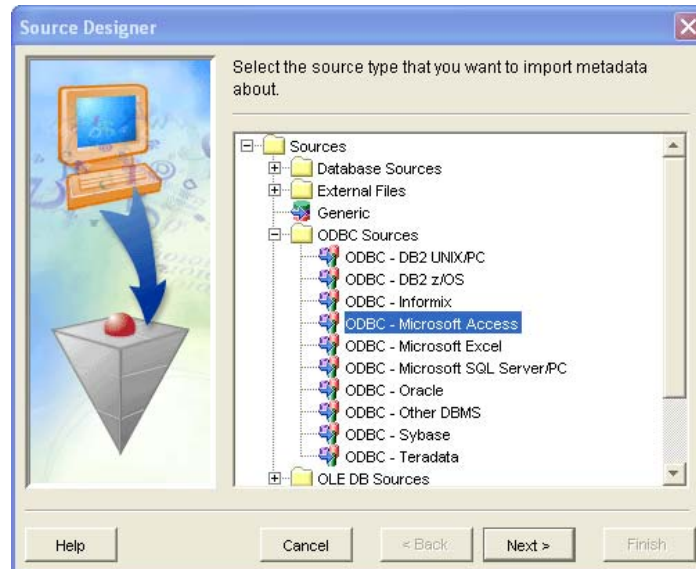 Source Designer
Select the source type that you want to import metadata
about.
Sources
Database Sources
External Files
Generic
ODBC Sources
ODBC - DB2 UNIX/PC
ODBC - DB2 z/OS
ODBC - Informix
ODBC - Microsoft Access
ODBC - Microsoft Excel
ODBC - Microsoft SQL Server/PC
ODBC - Oracle
ODBC - Other DBMS
ODBC - Sybase
ODBC - Teradata
OLE DB Sources
Help Cancel < Back Next > Finish